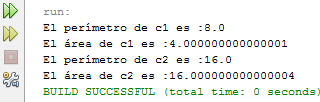 run:
El perímetro de c1 es :8.0
El área de c1 es :4.000000000000001
El perímetro de c2 es :16.0
El área de c2 es :16.000000000000004
BUILD SUCCESSFUL (total time: 0 seconds)